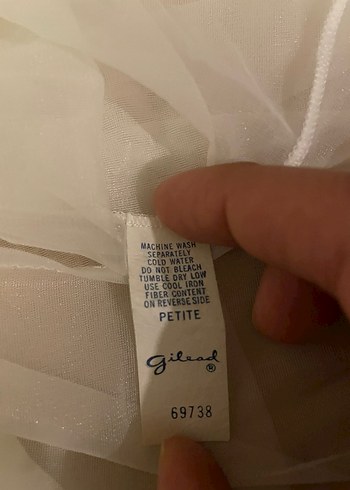 MACHINE WASH
SEPARATELY
COLD WATER
DO NOT BLEACH
TUMBLE DRY LOW
USE COOL IRON
FIBER CONTENT
ON REVERSE SIDE
PETITE
Gilead
®
69738